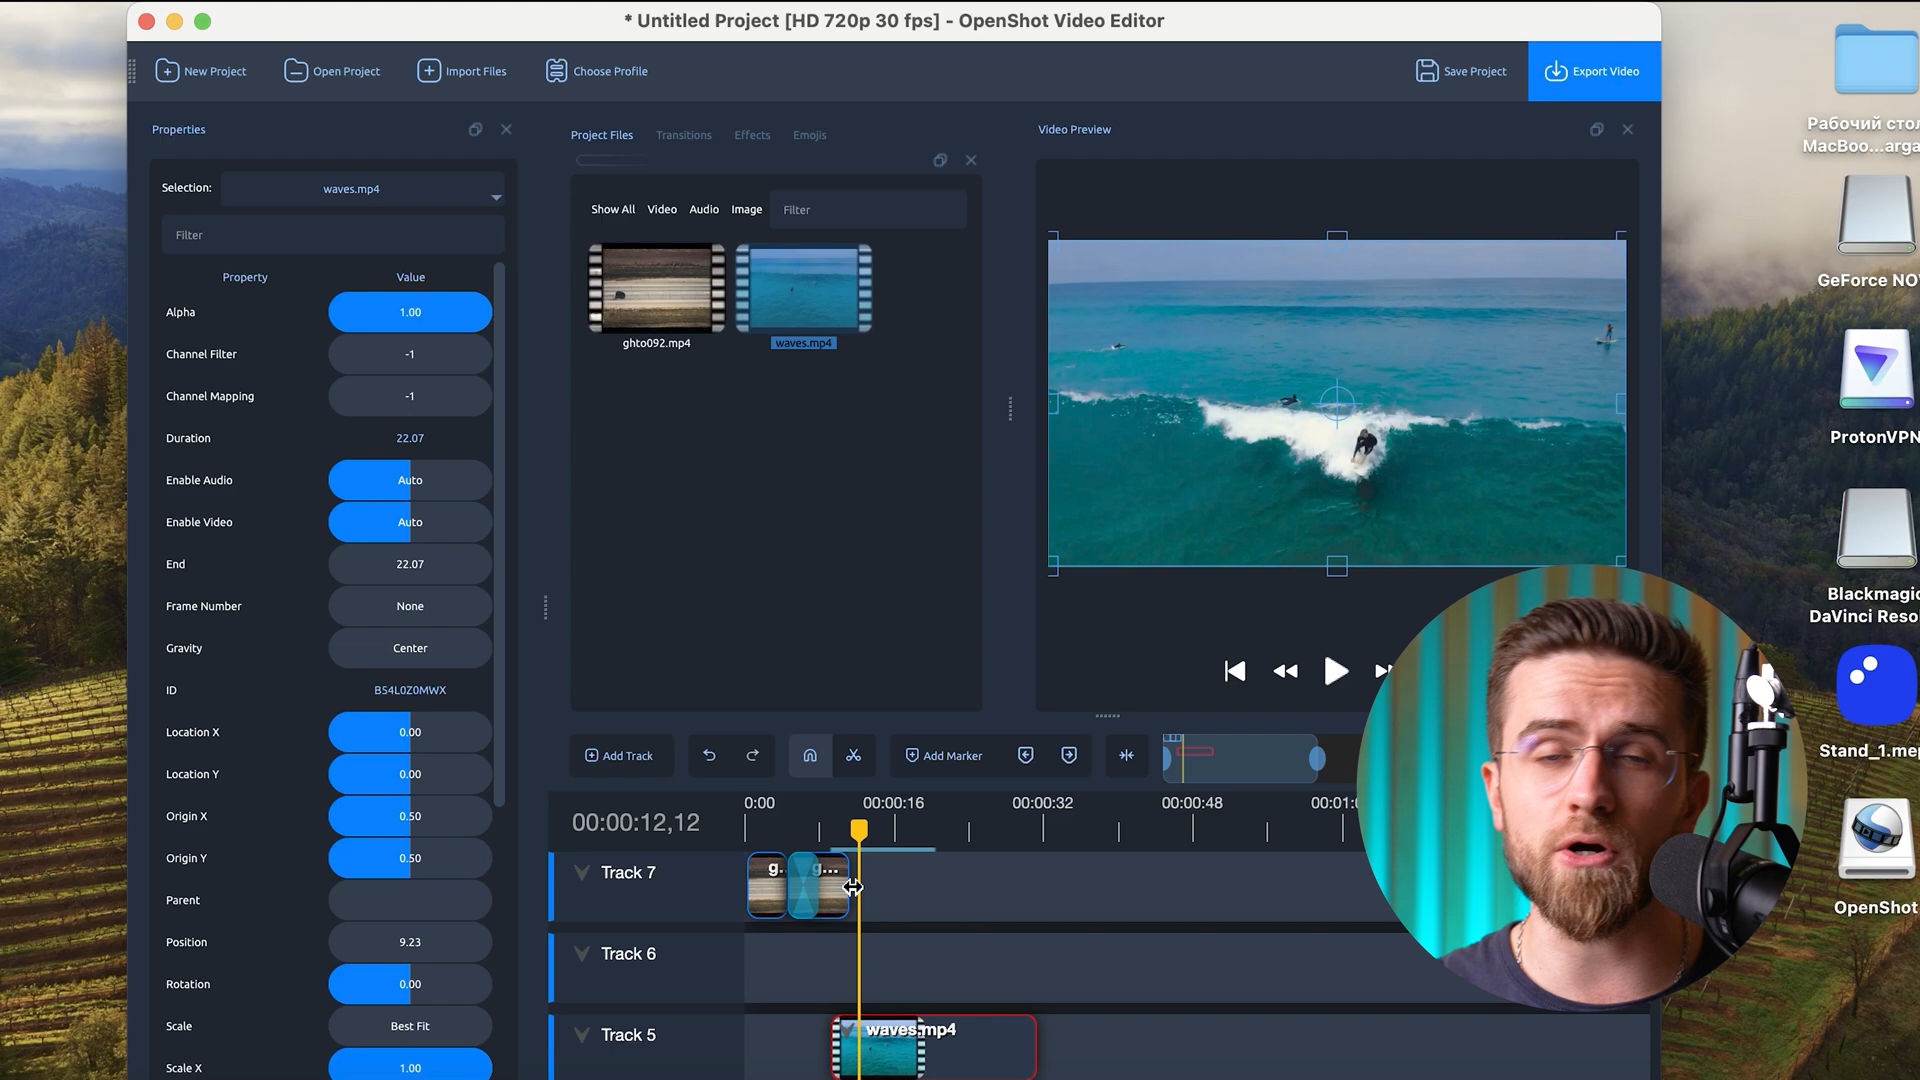 * Untitled Project [HD 720p 30 fps] - OpenShot Video Editor
New Project
Open Project
Import Files
Choose Profile
Save Project
Export Video
Properties
Selection:
waves.mp4
Filter
Property
Value
Alpha
1.00
Channel Filter
-1
Channel Mapping
-1
Duration
22.07
Enable Audio
Auto
Enable Video
Auto
End
22.07
Frame Number
None
Gravity
Center
ID
B54L0Z0MWX
Location X
0.00
Location Y
0.00
Origin X
0.50
Origin Y
0.50
Parent
Position
9.23
Rotation
0.00
Scale
Best Fit
Scale X
1.00
Project Files
Transitions
Effects
Emojis
Show All
Video
Audio
Image
Filter
ghto092.mp4
waves.mp4
Video Preview
Add Track
Add Marker
0:00
00:00:16
00:00:32
00:00:48
00:01:0
00:00:12,12
Track 7
g.
g...
Track 6
Track 5
waves.mp4
Рабочий стол
MacBoo...arga
GeForce NO
ProtonVPN
Blackmagic
DaVinci Reso
Stand_1.me
OpenShot